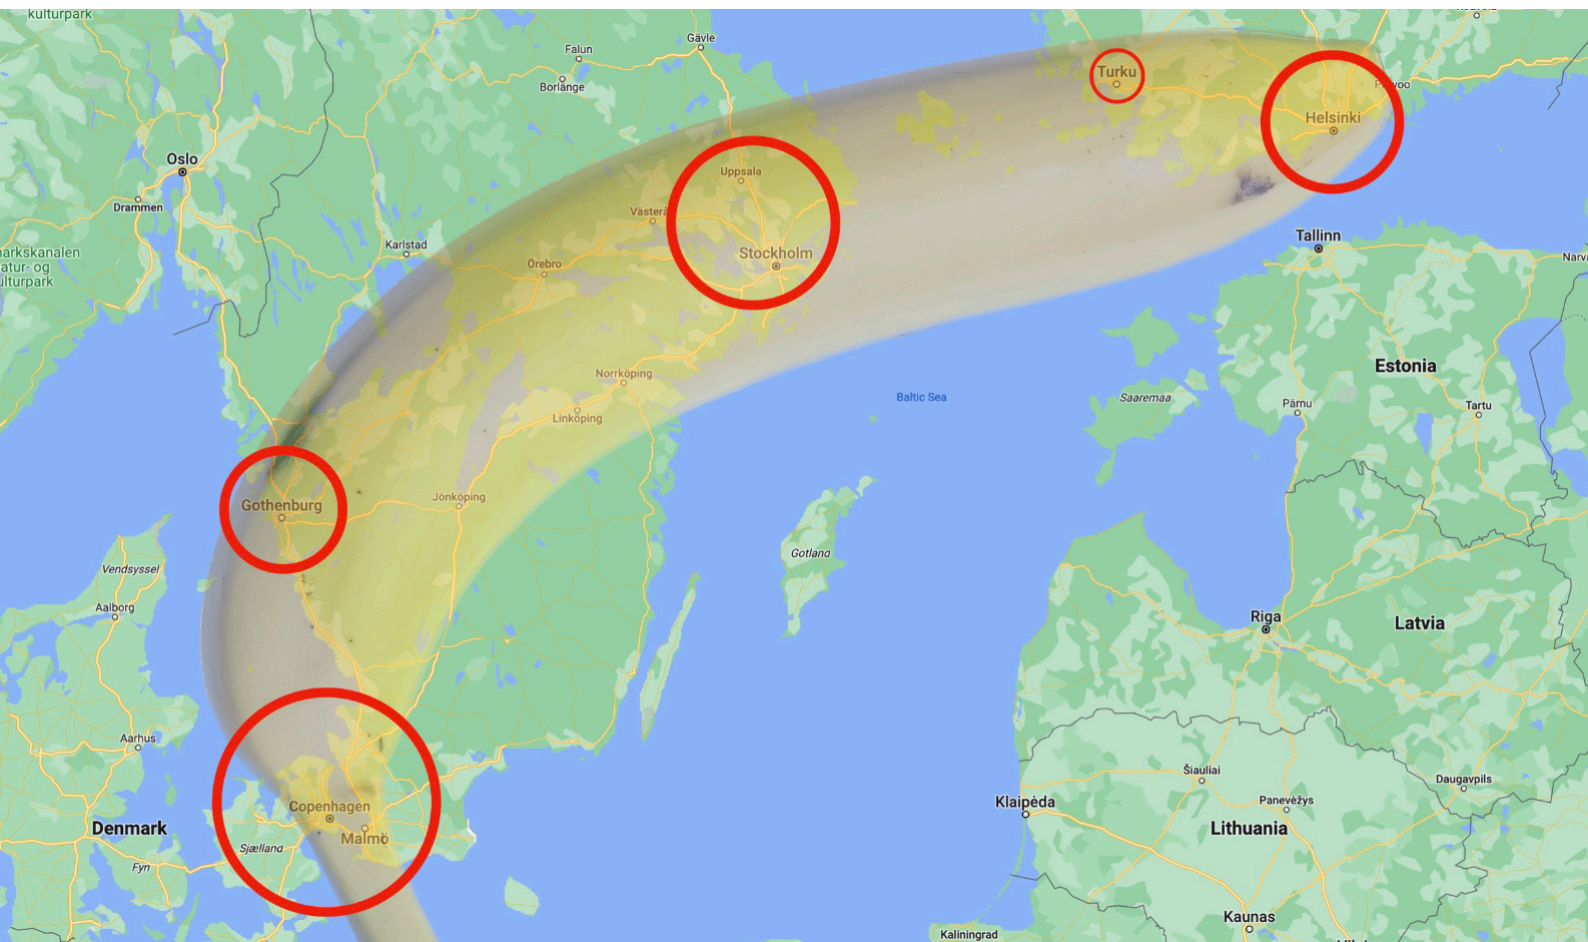 kulturpark
Gävle
Falun
Borlänge
Turku
Porvoo
Helsinki
Oslo
Uppsala
Drammen
Västerå
Karlstad
Tallinn
Stockholm
Örebro
arkskanalen
atur- og
ulturpark
Narva
Estonia
Norrköping
Baltic Sea
Saaremaa
Pärnu
Tartu
Linköping
Jönköping
Gothenburg
Gotland
Vendsyssel
Aalborg
Riga
Latvia
Aarhus
Šiauliai
Daugavpils
Klaipėda
Panevėžys
Copenhagen
Denmark
Malmö
Lithuania
Sjælland
Fyn
Kaunas
Kaliningrad